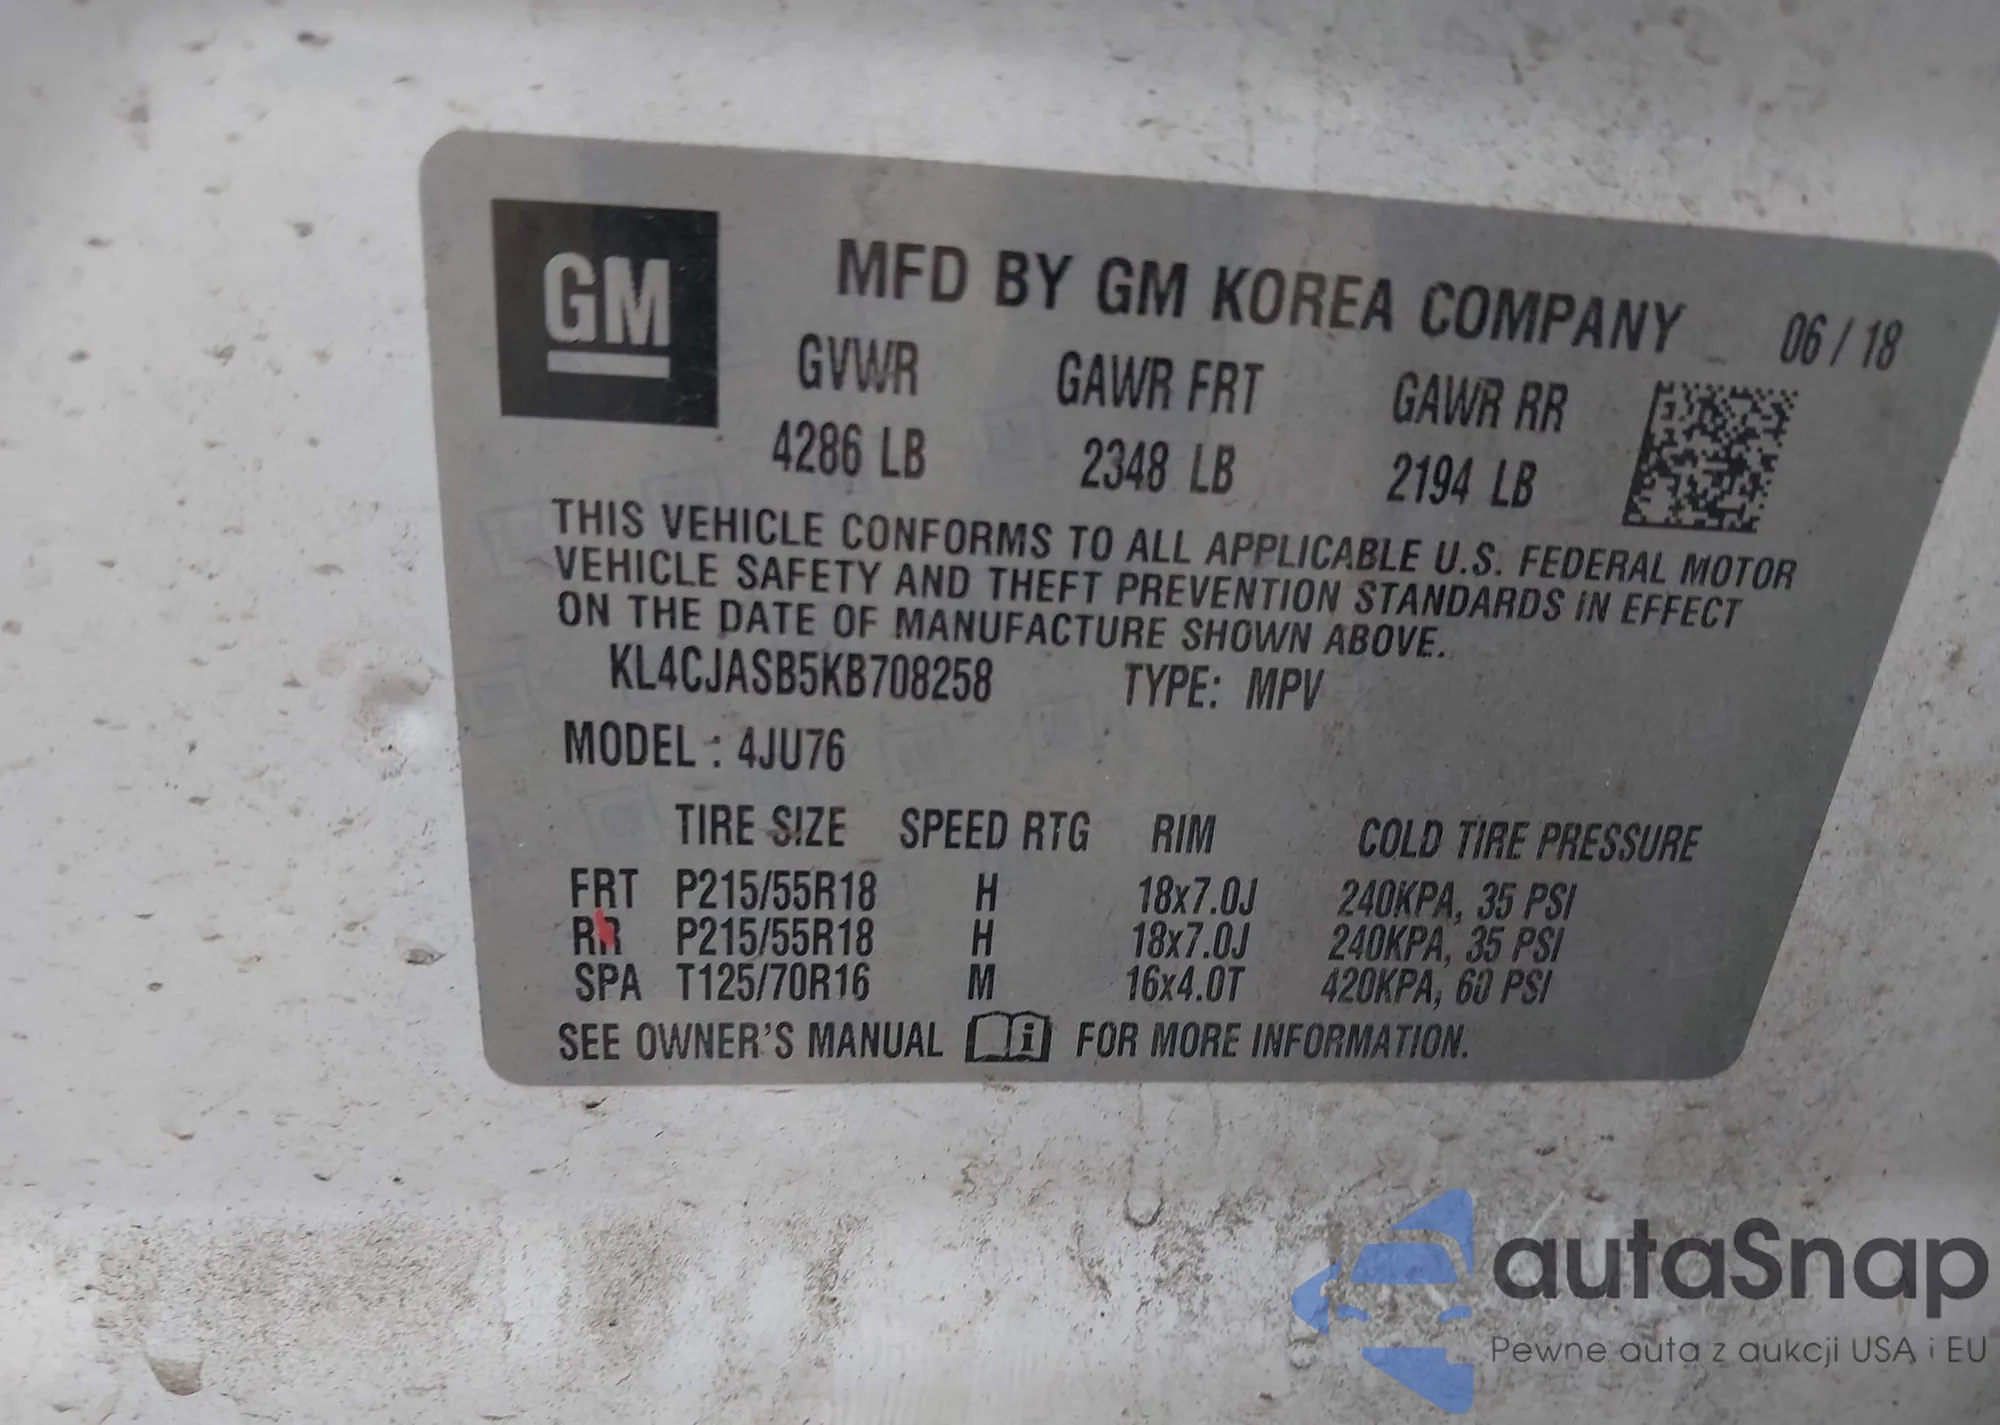 GM
MFD BY GM KOREA COMPANY 06 / 18
GVWR GAWR FRT GAWR RR
4286 LB 2348 LB 2194 LB
THIS VEHICLE CONFORMS TO ALL APPLICABLE U.S. FEDERAL MOTOR
VEHICLE SAFETY AND THEFT PREVENTION STANDARDS IN EFFECT
ON THE DATE OF MANUFACTURE SHOWN ABOVE.
KL4CJASB5KB708258 TYPE: MPV
MODEL : 4JU76
TIRE SIZE SPEED RTG RIM COLD TIRE PRESSURE
FRT P215/55R18 H 18x7.0J 240KPA, 35 PSI
RR P215/55R18 H 18x7.0J 240KPA, 35 PSI
SPA T125/70R16 M 16x4.0T 420KPA, 60 PSI
SEE OWNER'S MANUAL i FOR MORE INFORMATION.
autaSnap
Pewne auta z aukcji USA i EU